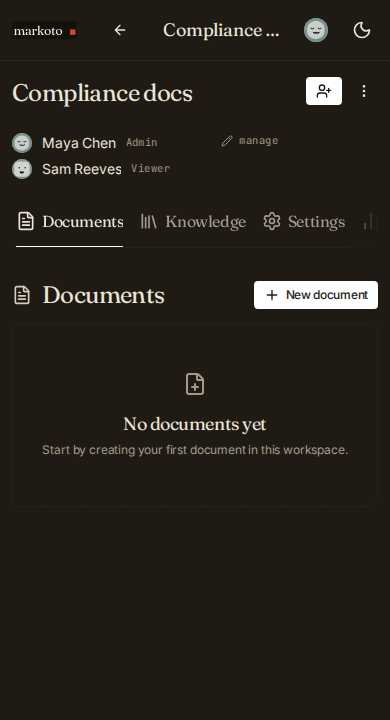 markoto
Compliance ...
Compliance docs
Maya Chen Admin
manage
Sam Reeves Viewer
Documents Knowledge Settings
Documents
New document
No documents yet
Start by creating your first document in this workspace.